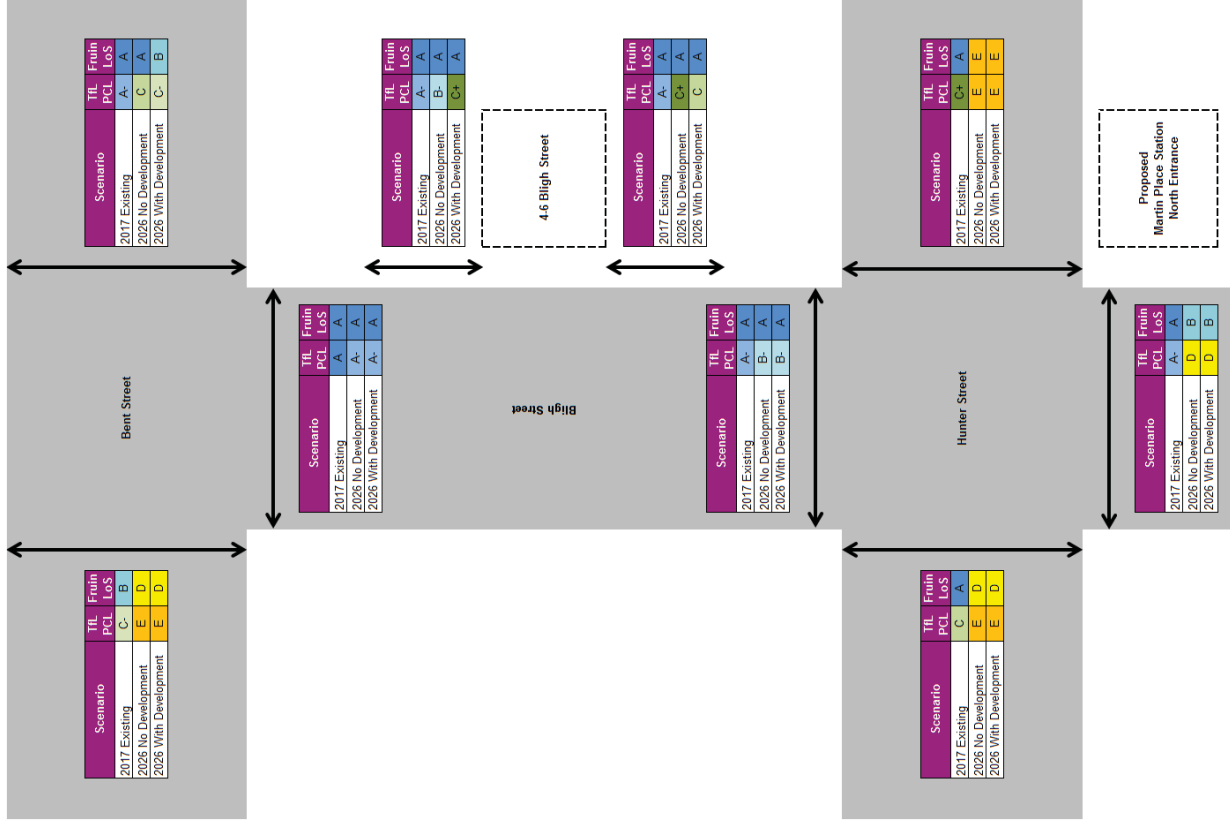 Scenario TfL PCL Fruin LoS
2017 Existing C- B
2026 No Development E D
2026 With Development E D
Bent Street
Scenario TfL PCL Fruin LoS
2017 Existing A- A
2026 No Development C A
2026 With Development C- B
Scenario TfL PCL Fruin LoS
2017 Existing A A
2026 No Development A- A
2026 With Development A- A
Scenario TfL PCL Fruin LoS
2017 Existing A- A
2026 No Development B- A
2026 With Development C+ A
Bligh Street
4-6 Bligh Street
Scenario TfL PCL Fruin LoS
2017 Existing A- A
2026 No Development C+ A
2026 With Development C A
Scenario TfL PCL Fruin LoS
2017 Existing A- A
2026 No Development B- A
2026 With Development B- A
Scenario TfL PCL Fruin LoS
2017 Existing C A
2026 No Development E D
2026 With Development E D
Hunter Street
Scenario TfL PCL Fruin LoS
2017 Existing C+ A
2026 No Development E E
2026 With Development E E
Scenario TfL PCL Fruin LoS
2017 Existing A- A
2026 No Development D B
2026 With Development D B
Proposed
Martin Place Station
North Entrance